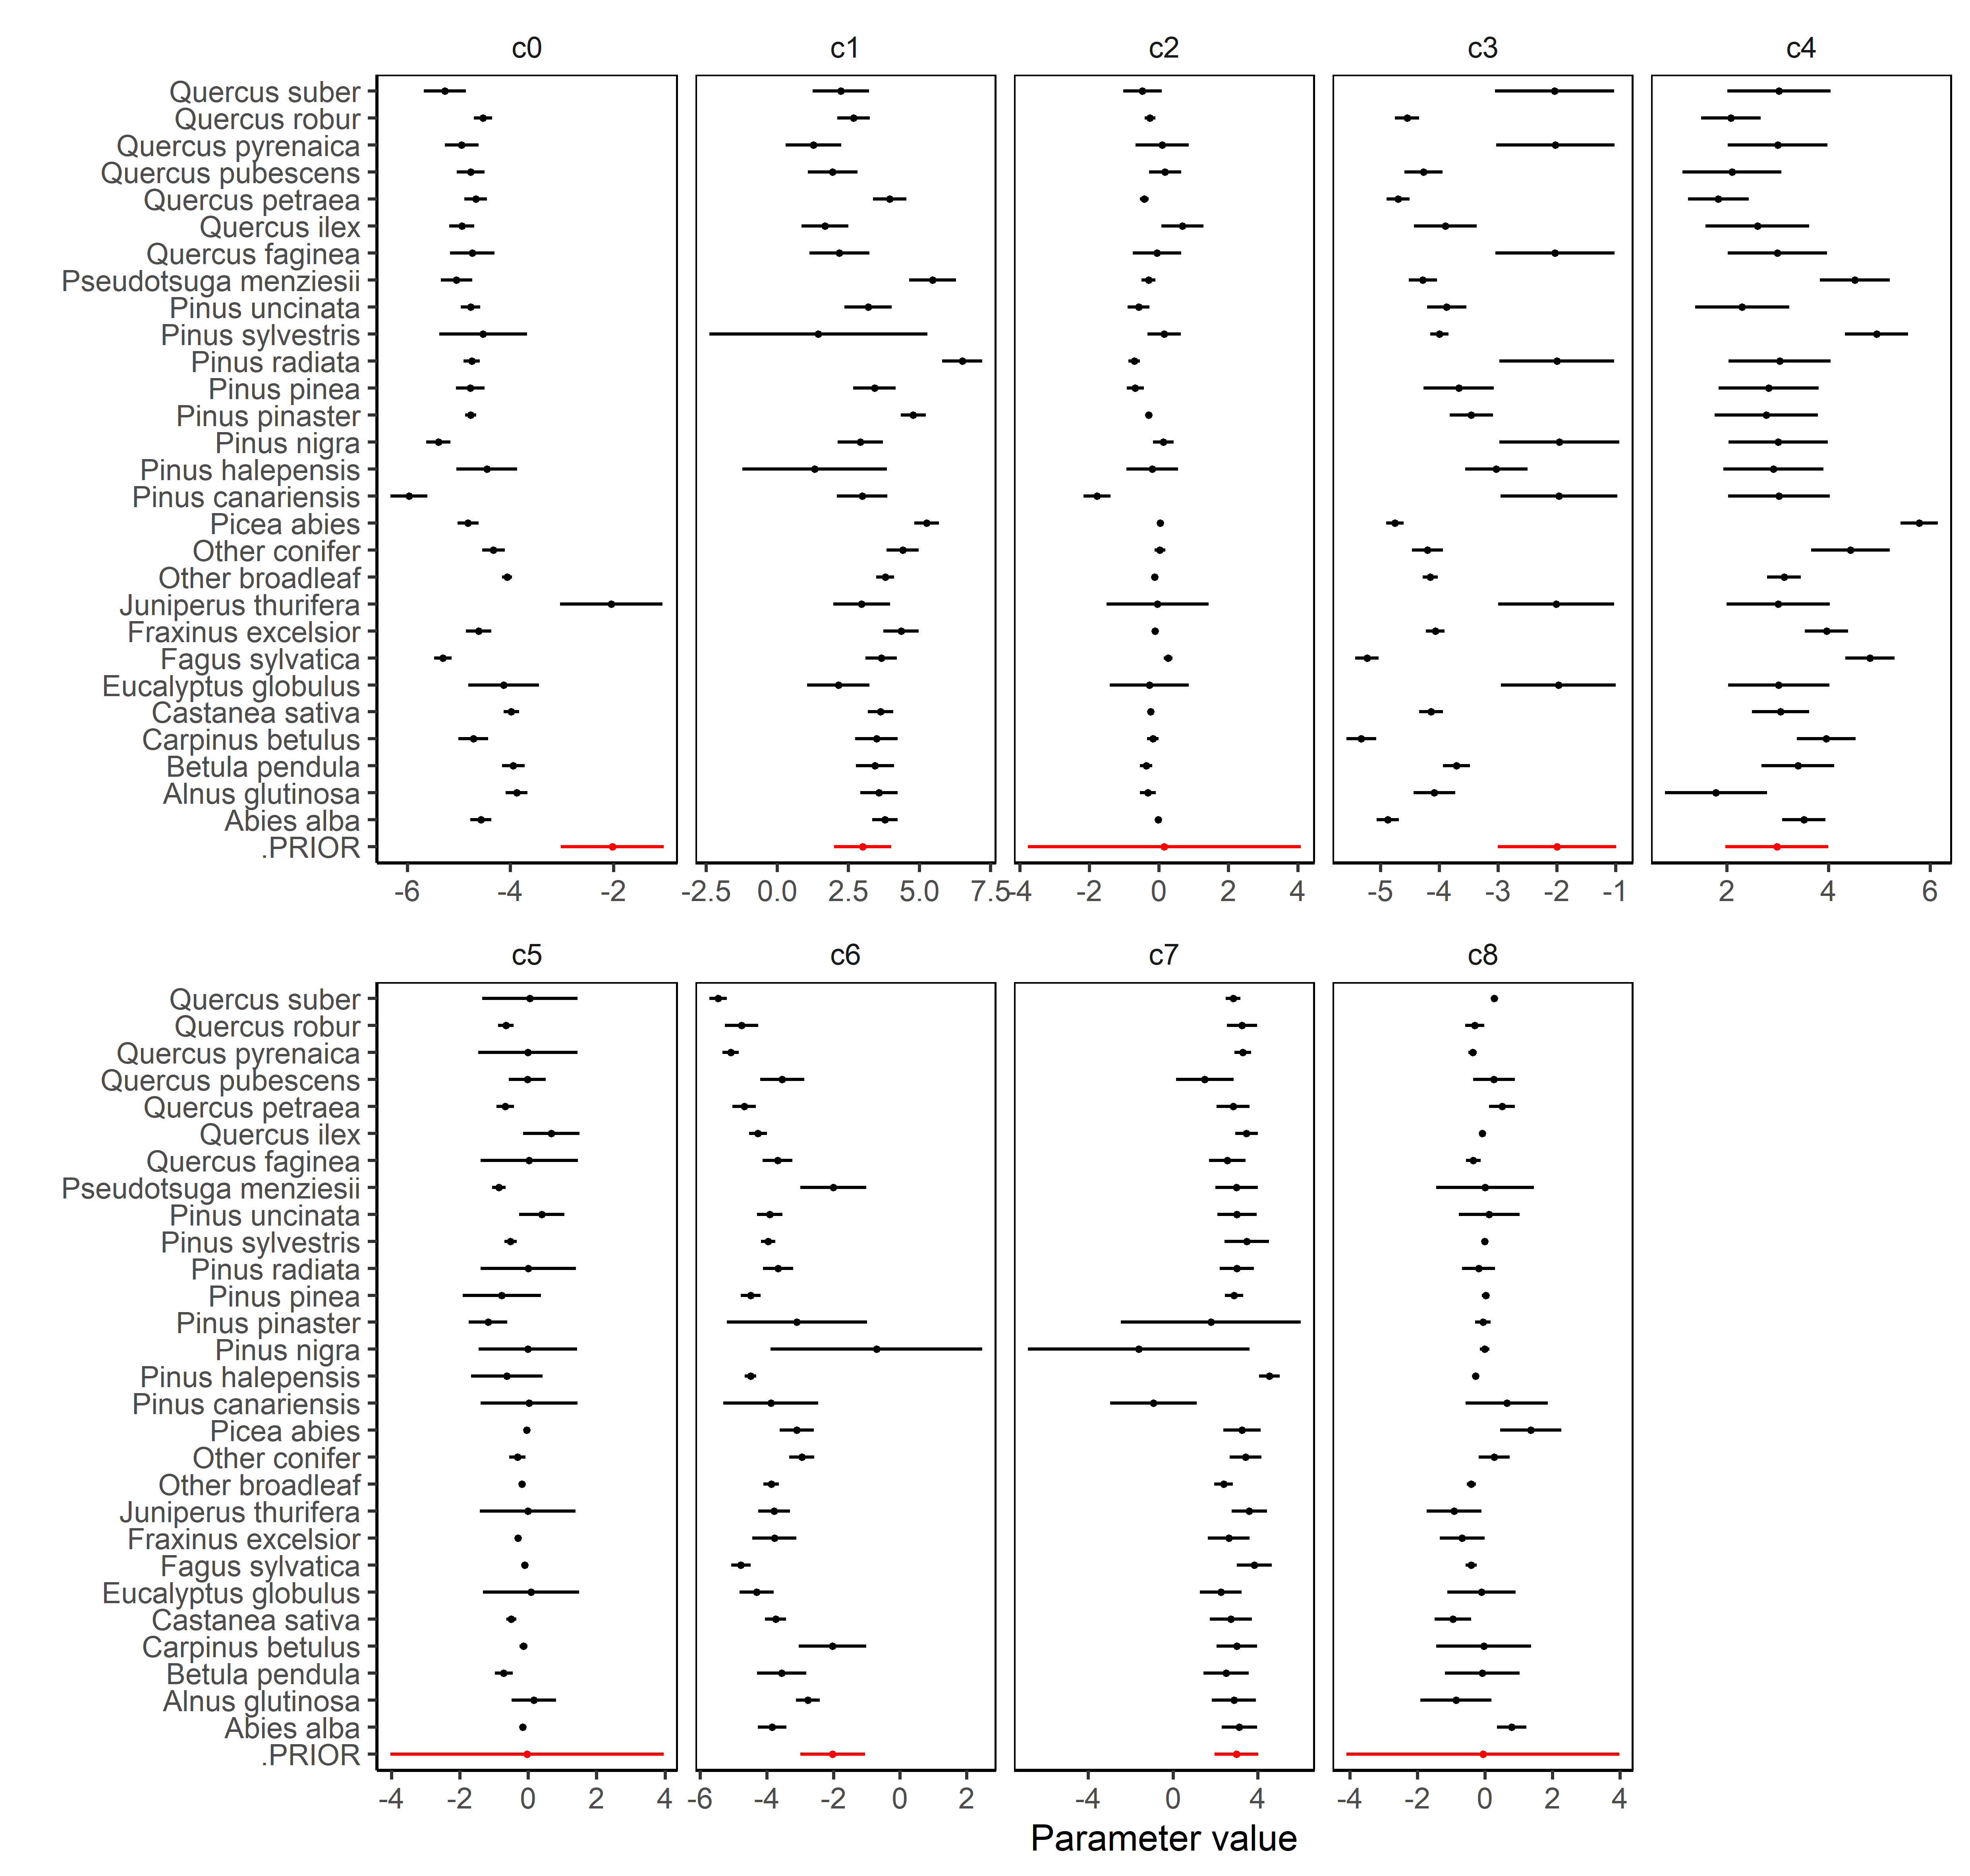 c0 c1 c2 c3 c4
Quercus suber
Quercus robur
Quercus pyrenaica
Quercus pubescens
Quercus petraea
Quercus ilex
Quercus faginea
Pseudotsuga menziesii
Pinus uncinata
Pinus sylvestris
Pinus radiata
Pinus pinea
Pinus pinaster
Pinus nigra
Pinus halepensis
Pinus canariensis
Picea abies
Other conifer
Other broadleaf
Juniperus thurifera
Fraxinus excelsior
Fagus sylvatica
Eucalyptus globulus
Castanea sativa
Carpinus betulus
Betula pendula
Alnus glutinosa
Abies alba
.PRIOR
-6 -4 -2 -2.5 0.0 2.5 5.0 7.5 -4 -2 0 2 4 -5 -4 -3 -2 -1 2 4 6
c5 c6 c7 c8
Quercus suber
Quercus robur
Quercus pyrenaica
Quercus pubescens
Quercus petraea
Quercus ilex
Quercus faginea
Pseudotsuga menziesii
Pinus uncinata
Pinus sylvestris
Pinus radiata
Pinus pinea
Pinus pinaster
Pinus nigra
Pinus halepensis
Pinus canariensis
Picea abies
Other conifer
Other broadleaf
Juniperus thurifera
Fraxinus excelsior
Fagus sylvatica
Eucalyptus globulus
Castanea sativa
Carpinus betulus
Betula pendula
Alnus glutinosa
Abies alba
.PRIOR
-4 -2 0 2 4 -6 -4 -2 0 2 -4 0 4 -4 -2 0 2 4
Parameter value